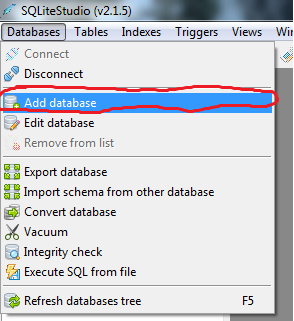 SQLiteStudio (v2.1.5)
Databases Tables Indexes Triggers Views
Connect
Disconnect
Add database
Edit database
Remove from list
Export database
Import schema from other database
Convert database
Vacuum
Integrity check
Execute SQL from file
Refresh databases tree F5